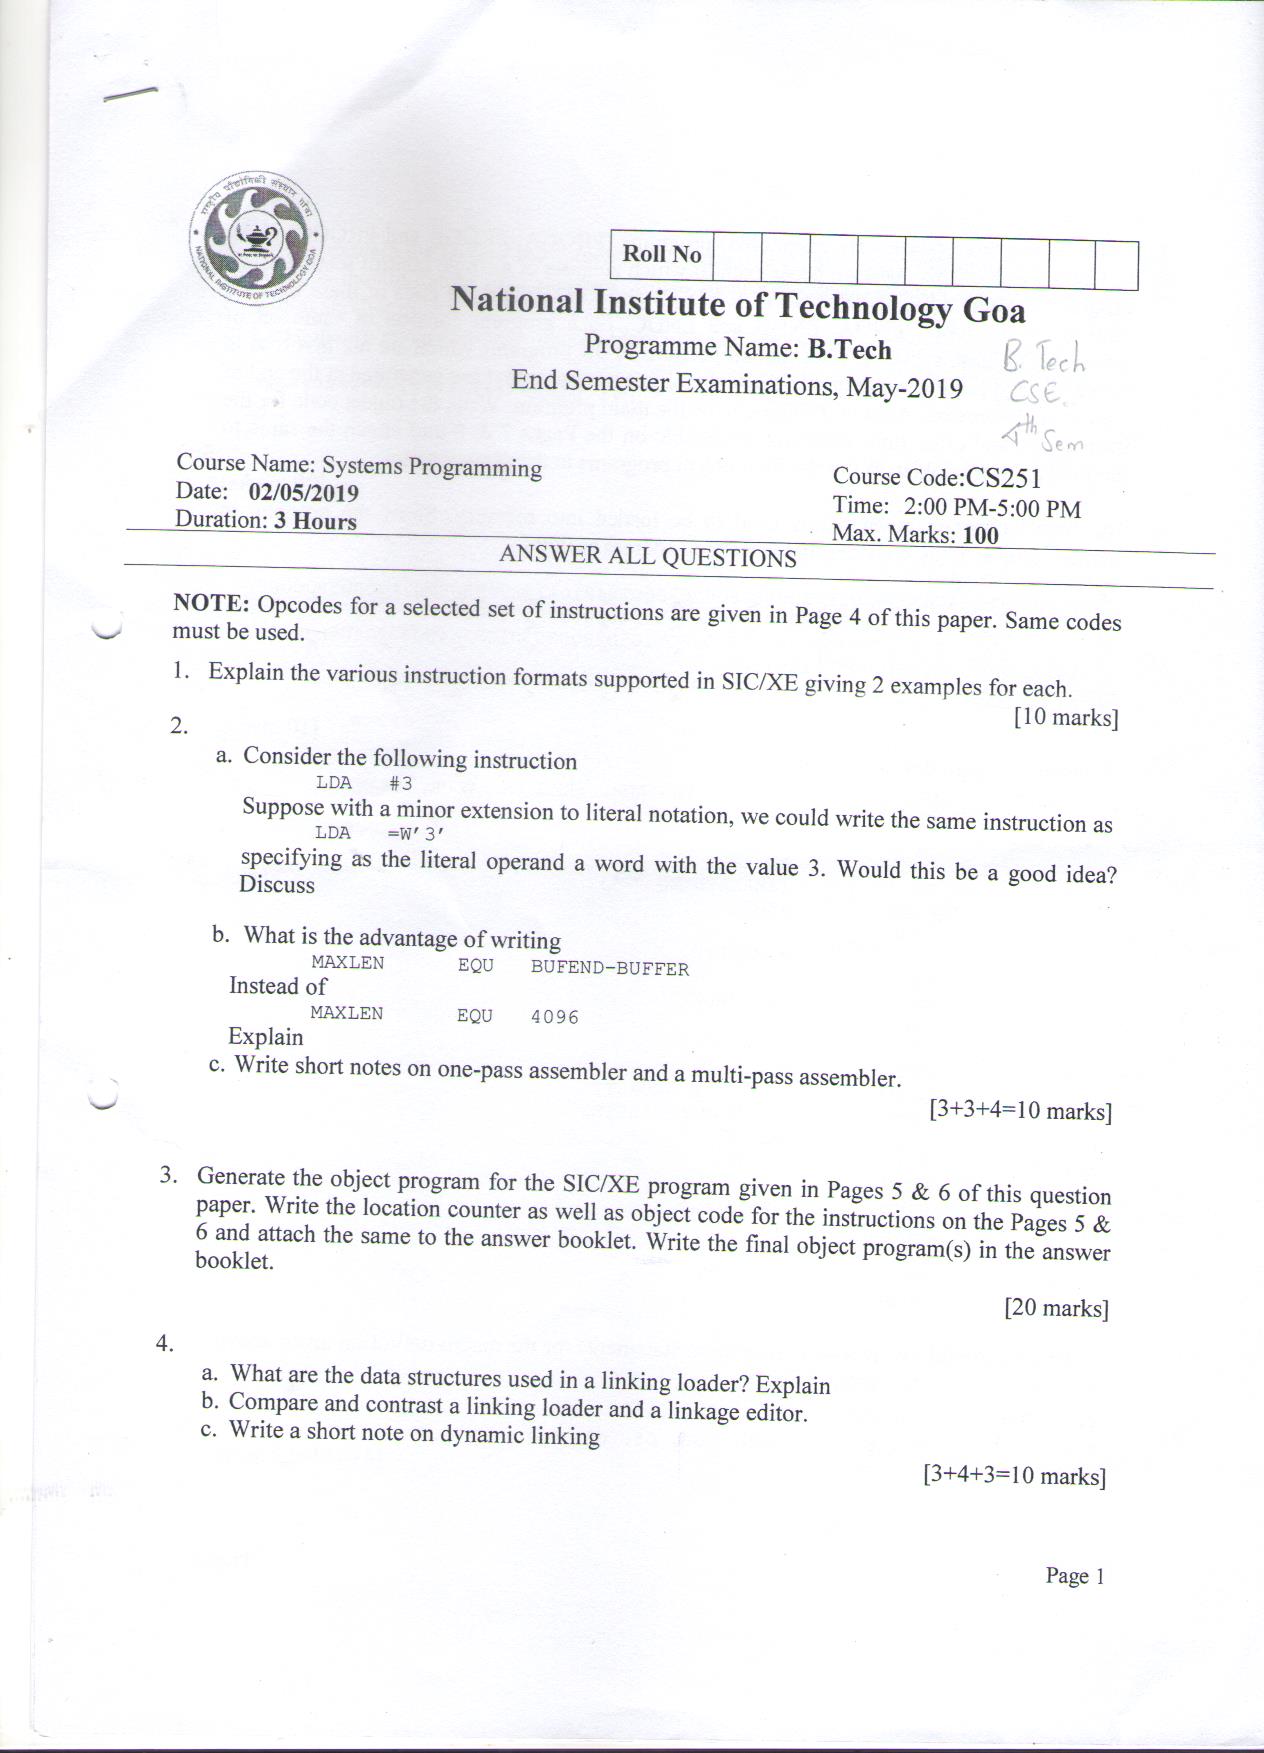 राष्ट्रीय प्रौद्योगिकी संस्थान गोवा
NATIONAL INSTITUTE OF TECHNOLOGY GOA
Roll No
National Institute of Technology Goa
Programme Name: B.Tech
B. Tech
End Semester Examinations, May-2019
CSE.
4th Sem
Course Name: Systems Programming
Course Code:CS251
Date: 02/05/2019
Time: 2:00 PM-5:00 PM
Duration: 3 Hours
Max. Marks: 100
ANSWER ALL QUESTIONS
NOTE: Opcodes for a selected set of instructions are given in Page 4 of this paper. Same codes
must be used.
1. Explain the various instruction formats supported in SIC/XE giving 2 examples for each.
[10 marks]
2.
a. Consider the following instruction
LDA #3
Suppose with a minor extension to literal notation, we could write the same instruction as
LDA =W'3'
specifying as the literal operand a word with the value 3. Would this be a good idea?
Discuss
b. What is the advantage of writing
MAXLEN EQU BUFEND-BUFFER
Instead of
MAXLEN EQU 4096
Explain
c. Write short notes on one-pass assembler and a multi-pass assembler.
[3+3+4=10 marks]
3. Generate the object program for the SIC/XE program given in Pages 5 & 6 of this question
paper. Write the location counter as well as object code for the instructions on the Pages 5 &
6 and attach the same to the answer booklet. Write the final object program(s) in the answer
booklet.
[20 marks]
4.
a. What are the data structures used in a linking loader? Explain
b. Compare and contrast a linking loader and a linkage editor.
c. Write a short note on dynamic linking
[3+4+3=10 marks]
Page 1